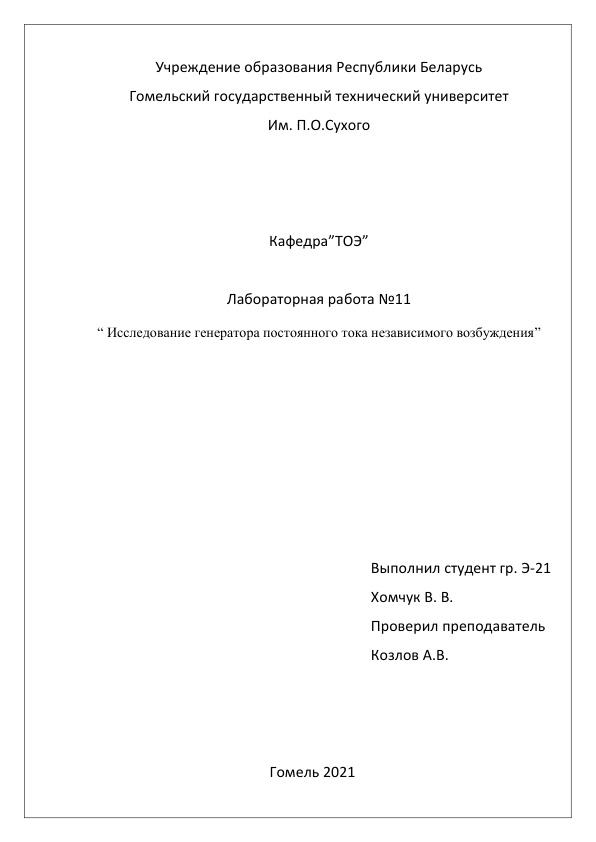 Учреждение образования Республики Беларусь
Гомельский государственный технический университет
Им. П.О.Сухого
Кафедра”ТОЭ”
Лабораторная работа №11
“ Исследование генератора постоянного тока независимого возбуждения”
Выполнил студент гр. Э-21
Хомчук В. В.
Проверил преподаватель
Козлов А.В.
Гомель 2021